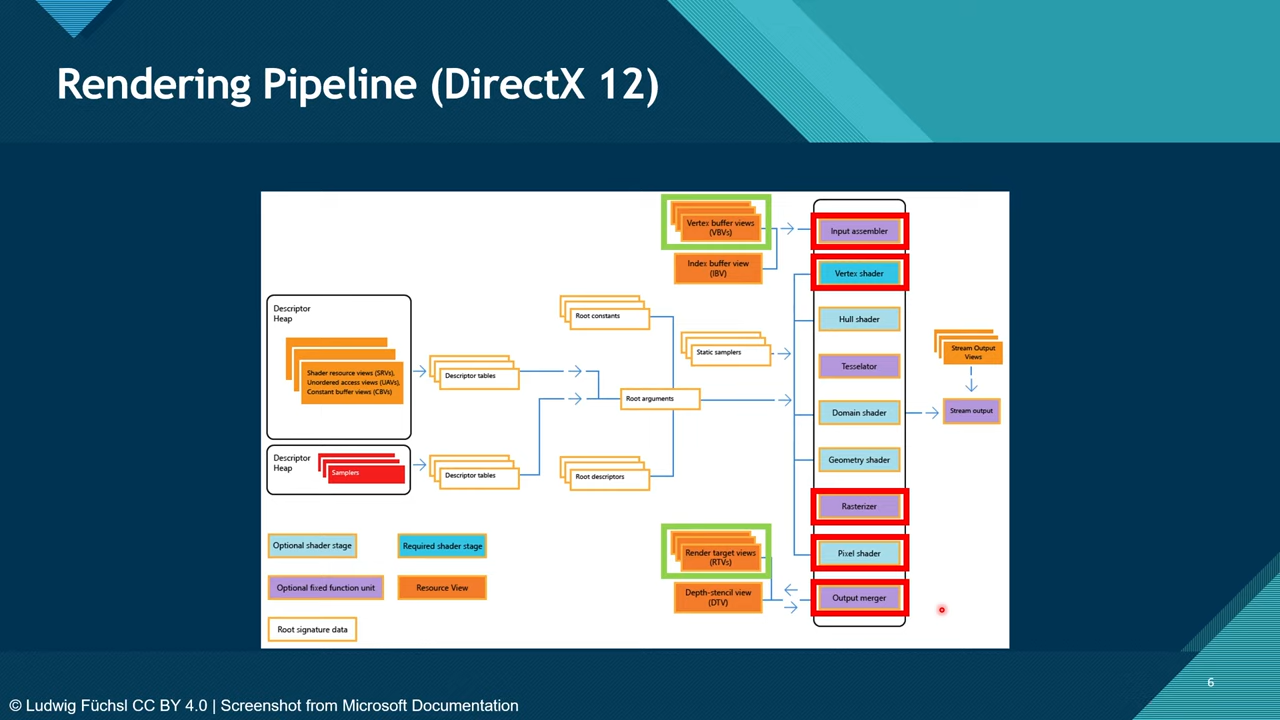 Rendering Pipeline (DirectX 12)
Vertex buffer views
(VBVs)
Index buffer view
(IBV)
Input assembler
Vertex shader
Hull shader
Tesselator
Domain shader
Geometry shader
Rasterizer
Pixel shader
Output merger
Descriptor
Heap
Shader resource views (SRVs),
Unordered access views (UAVs),
Constant buffer views (CBVs)
Descriptor tables
Root constants
Static samplers
Root arguments
Stream Output
Views
Stream output
Descriptor
Heap
Samplers
Descriptor tables
Root descriptors
Render target views
(RTVs)
Depth-stencil view
(DTV)
Optional shader stage
Required shader stage
Optional fixed function unit
Resource View
Root signature data
6
© Ludwig Füchsl CC BY 4.0 | Screenshot from Microsoft Documentation